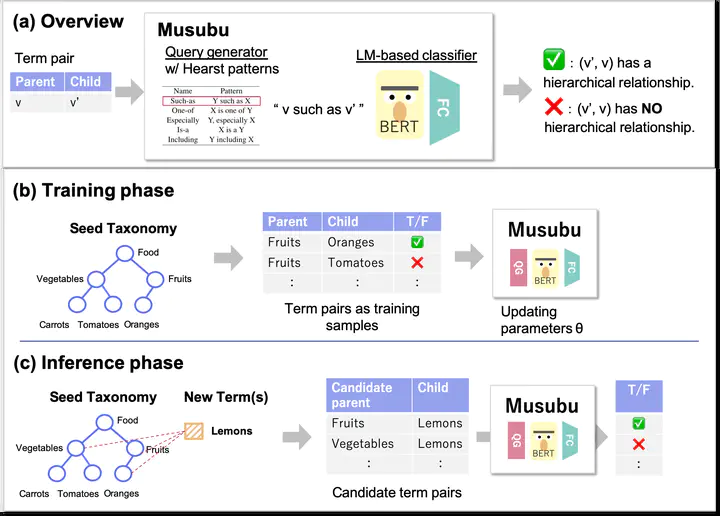 (a) Overview
Term pair
Parent Child
v v'
Musubu
Query generator
w/ Hearst patterns
Name Pattern
Such-as Y such as X
One-of X is one of Y
Especially Y, especially X
Is-a X is a Y
Including Y including X
“ v such as v’ ”
LM-based classifier
BERT
FC
: (v’, v) has a
hierarchical relationship.
: (v’, v) has NO
hierarchical relationship.
(b) Training phase
Seed Taxonomy
Food
Vegetables
Fruits
Carrots Tomatoes Oranges
Parent Child T/F
Fruits Oranges
Fruits Tomatoes
: : :
Term pairs as training
samples
Musubu
QG
BERT
FC
Updating
parameters θ
(c) Inference phase
Seed Taxonomy
Food
Vegetables
Fruits
Carrots Tomatoes Oranges
New Term(s)
Lemons
Candidate
parent
Child
Fruits Lemons
Vegetables Lemons
: :
Candidate term pairs
Musubu
QG
BERT
FC
T/F
: